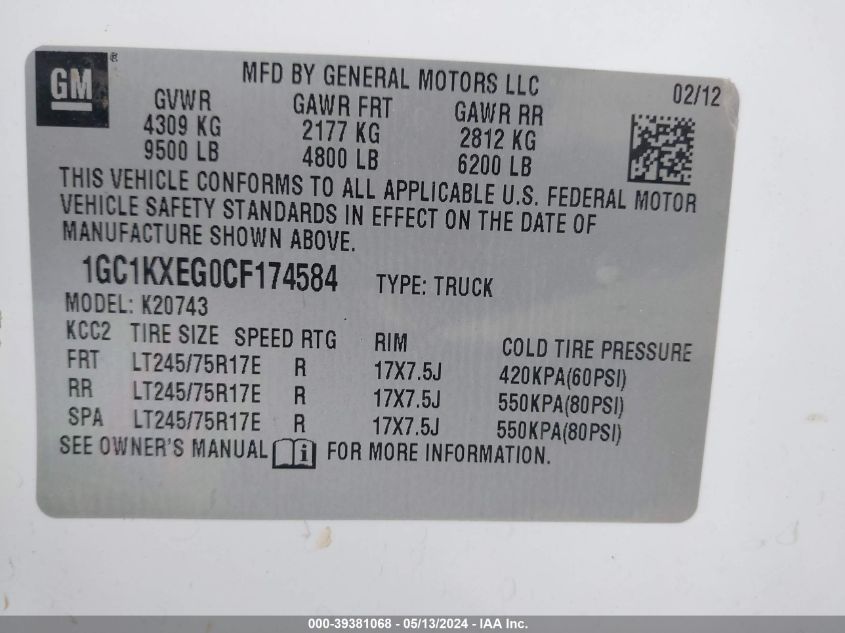 GM®
MFD BY GENERAL MOTORS LLC 02/12
GVWR GAWR FRT GAWR RR
4309 KG 2177 KG 2812 KG
9500 LB 4800 LB 6200 LB
THIS VEHICLE CONFORMS TO ALL APPLICABLE U.S. FEDERAL MOTOR
VEHICLE SAFETY STANDARDS IN EFFECT ON THE DATE OF
MANUFACTURE SHOWN ABOVE.
1GC1KXEG0CF174584 TYPE: TRUCK
MODEL: K20743
KCC2 TIRE SIZE SPEED RTG RIM COLD TIRE PRESSURE
FRT LT245/75R17E R 17X7.5J 420KPA(60PSI)
RR LT245/75R17E R 17X7.5J 550KPA(80PSI)
SPA LT245/75R17E R 17X7.5J 550KPA(80PSI)
SEE OWNER'S MANUAL i FOR MORE INFORMATION.
000-39381068 - 05/13/2024 - IAA Inc.